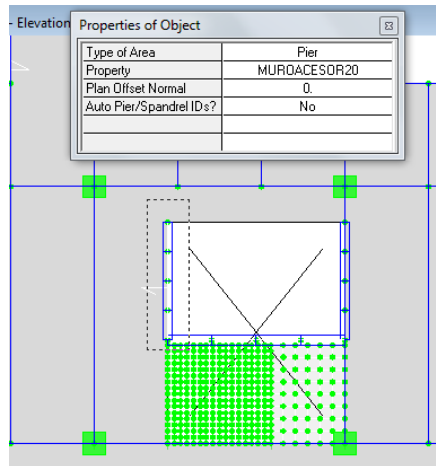 - Elevation
Properties of Object
Type of Area Pier
Property MUROACESOR20
Plan Offset Normal 0.
Auto Pier/Spandrel IDs? No